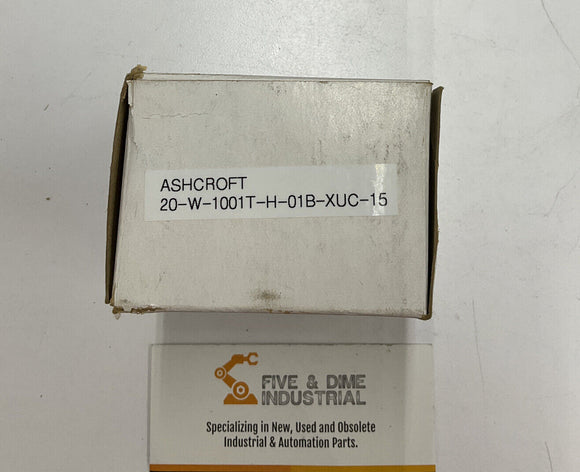 ASHCROFT
20-W-1001T-H-01B-XUC-15
FIVE & DIME
INDUSTRIAL
Specializing in New, Used and Obsolete
Industrial & Automation Parts.